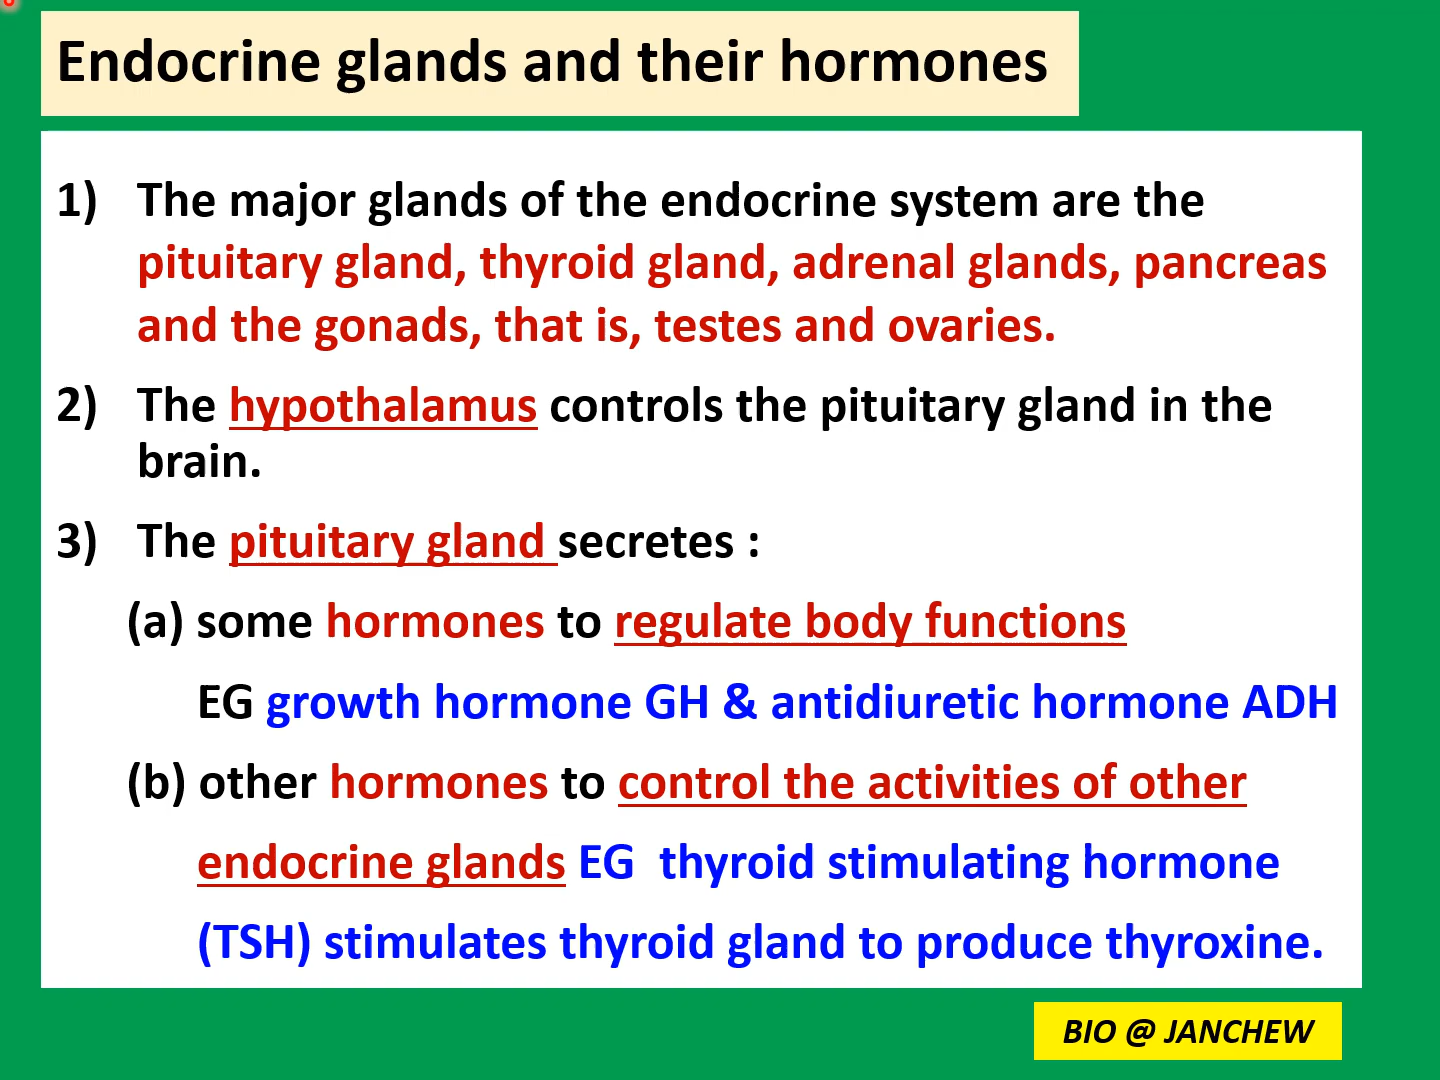 Endocrine glands and their hormones
1) The major glands of the endocrine system are the
pituitary gland, thyroid gland, adrenal glands, pancreas
and the gonads, that is, testes and ovaries.
2) The hypothalamus controls the pituitary gland in the
brain.
3) The pituitary gland secretes :
(a) some hormones to regulate body functions
EG growth hormone GH & antidiuretic hormone ADH
(b) other hormones to control the activities of other
endocrine glands EG thyroid stimulating hormone
(TSH) stimulates thyroid gland to produce thyroxine.
BIO @ JANCHEW